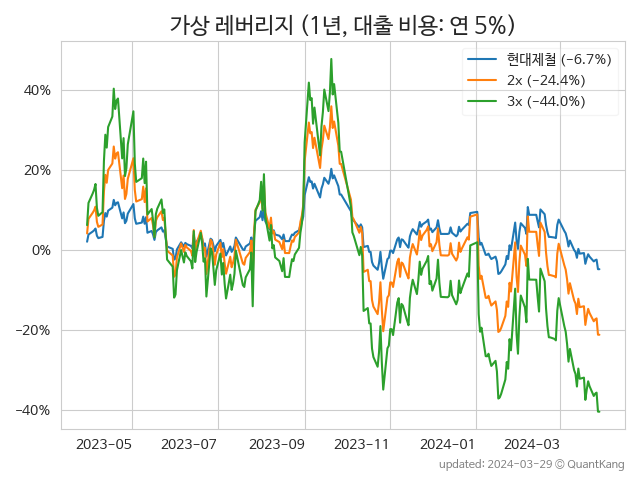 가상 레버리지 (1년, 대출 비용: 연 5%)
현대제철 (−6.7%)
2x (−24.4%)
3x (−44.0%)
40%
20%
0%
−20%
−40%
2023−05 2023−07 2023−09 2023−11 2024−01 2024−03
updated: 2024−03−29 © QuantKang